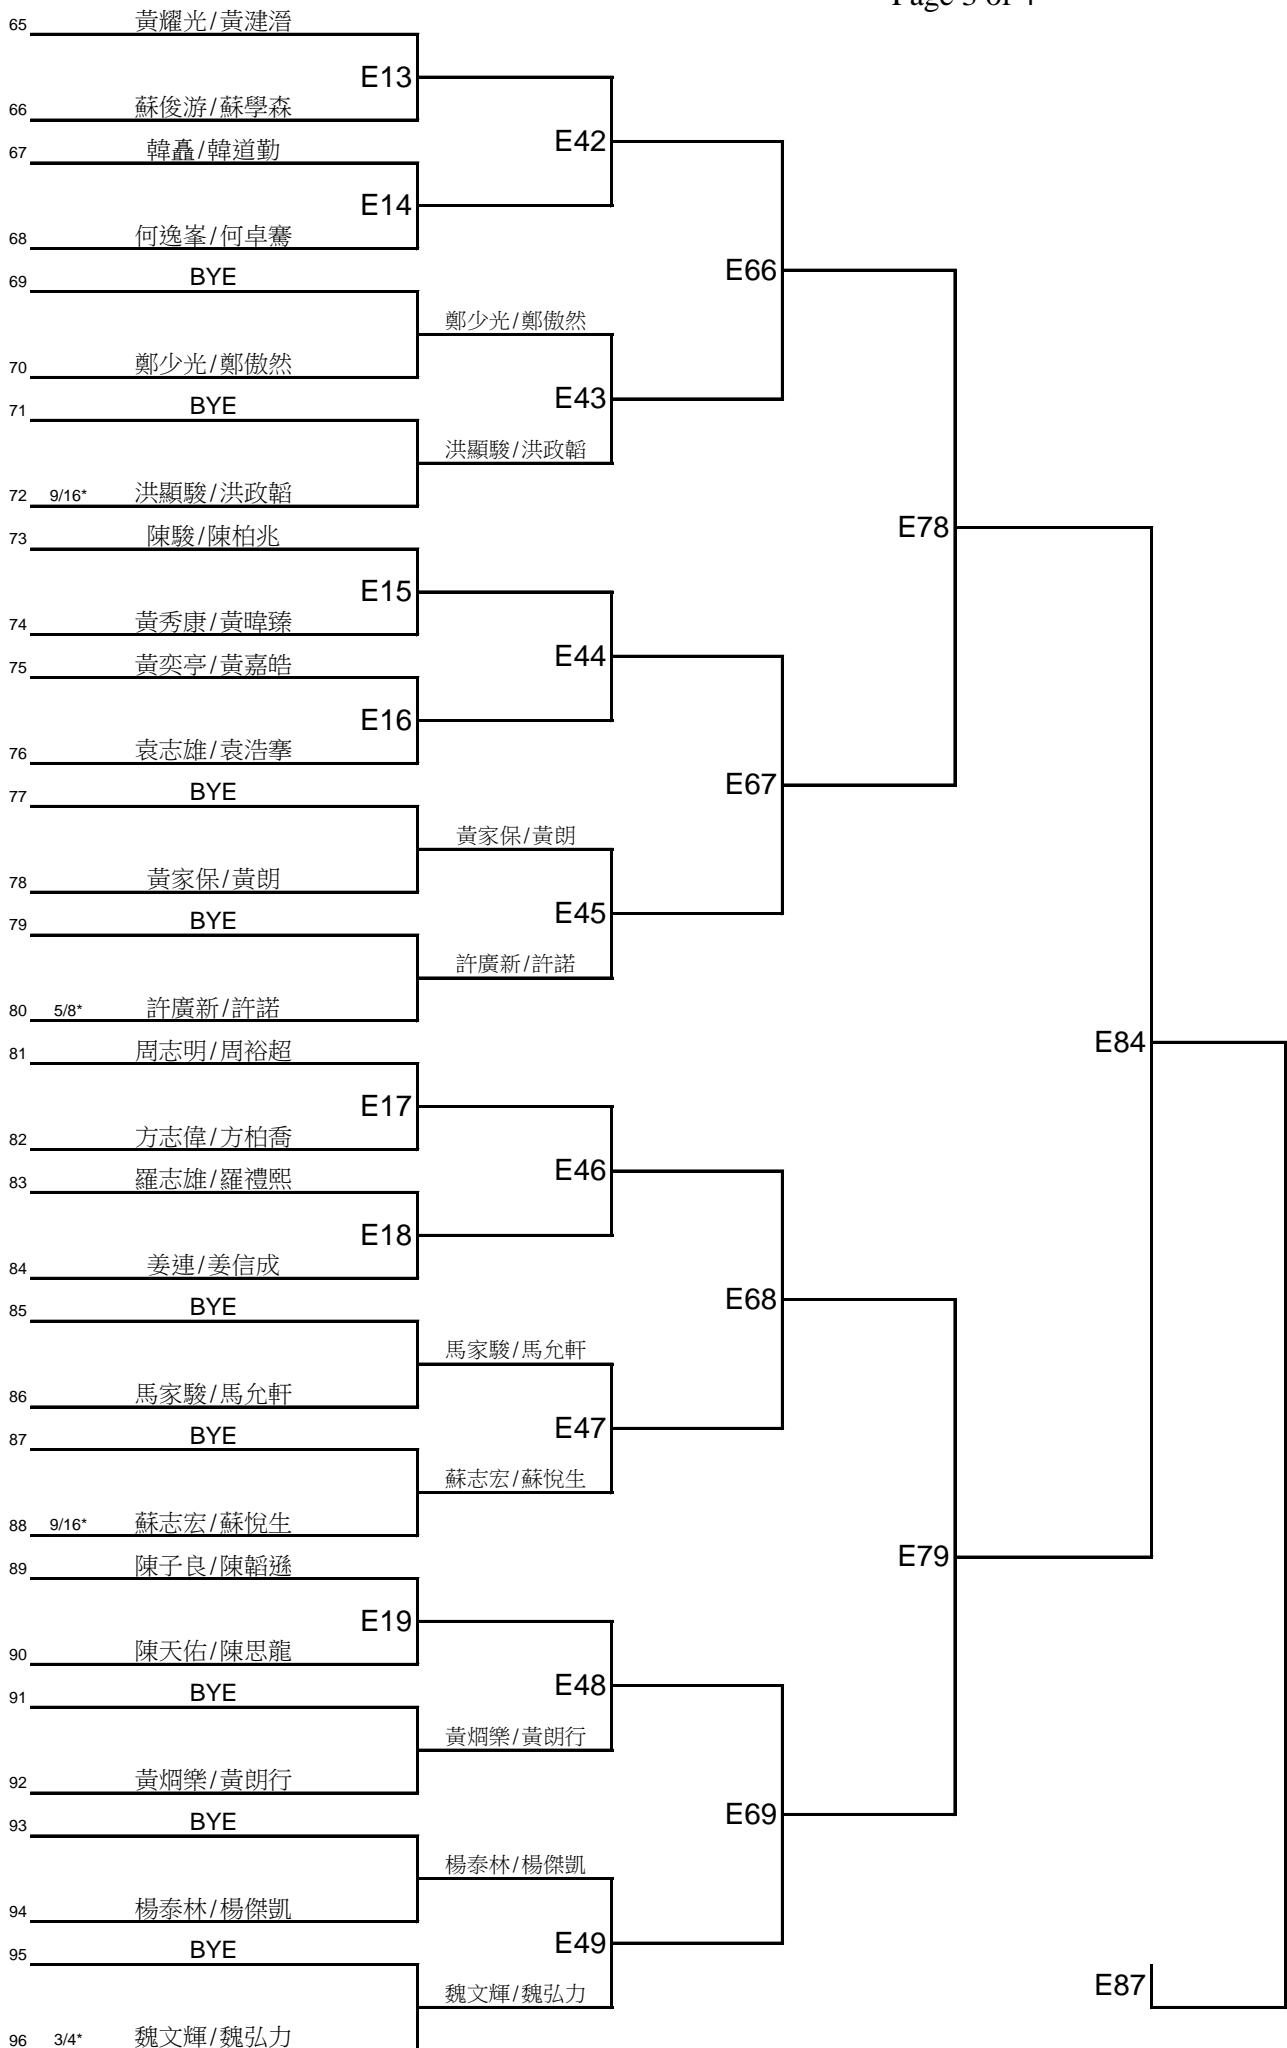 Page 3 of 4
65 黃耀光/黃漣溍
E13
66 蘇俊游/蘇學森
E42
67 韓矗/韓道勤
E14
68 何逸峯/何卓騫
E66
69 BYE
鄭少光/鄭傲然
70 鄭少光/鄭傲然
E43
71 BYE
洪顯駿/洪政韜
72 9/16* 洪顯駿/洪政韜
E78
73 陳駿/陳柏兆
E15
74 黃秀康/黃暐臻
E44
75 黃奕亭/黃嘉皓
E16
76 袁志雄/袁浩搴
E67
77 BYE
黃家保/黃朗
78 黃家保/黃朗
E45
79 BYE
許廣新/許諾
80 5/8* 許廣新/許諾
E84
81 周志明/周裕超
E17
82 方志偉/方柏喬
E46
83 羅志雄/羅禮熙
E18
84 姜連/姜信成
E68
85 BYE
馬家駿/馬允軒
86 馬家駿/馬允軒
E47
87 BYE
蘇志宏/蘇悅生
88 9/16* 蘇志宏/蘇悅生
E79
89 陳子良/陳韜遜
E19
90 陳天佑/陳思龍
E48
91 BYE
黃焗樂/黃朗行
92 黃焗樂/黃朗行
E69
93 BYE
楊泰林/楊傑凱
94 楊泰林/楊傑凱
E49
95 BYE
魏文輝/魏弘力
E87
96 3/4* 魏文輝/魏弘力